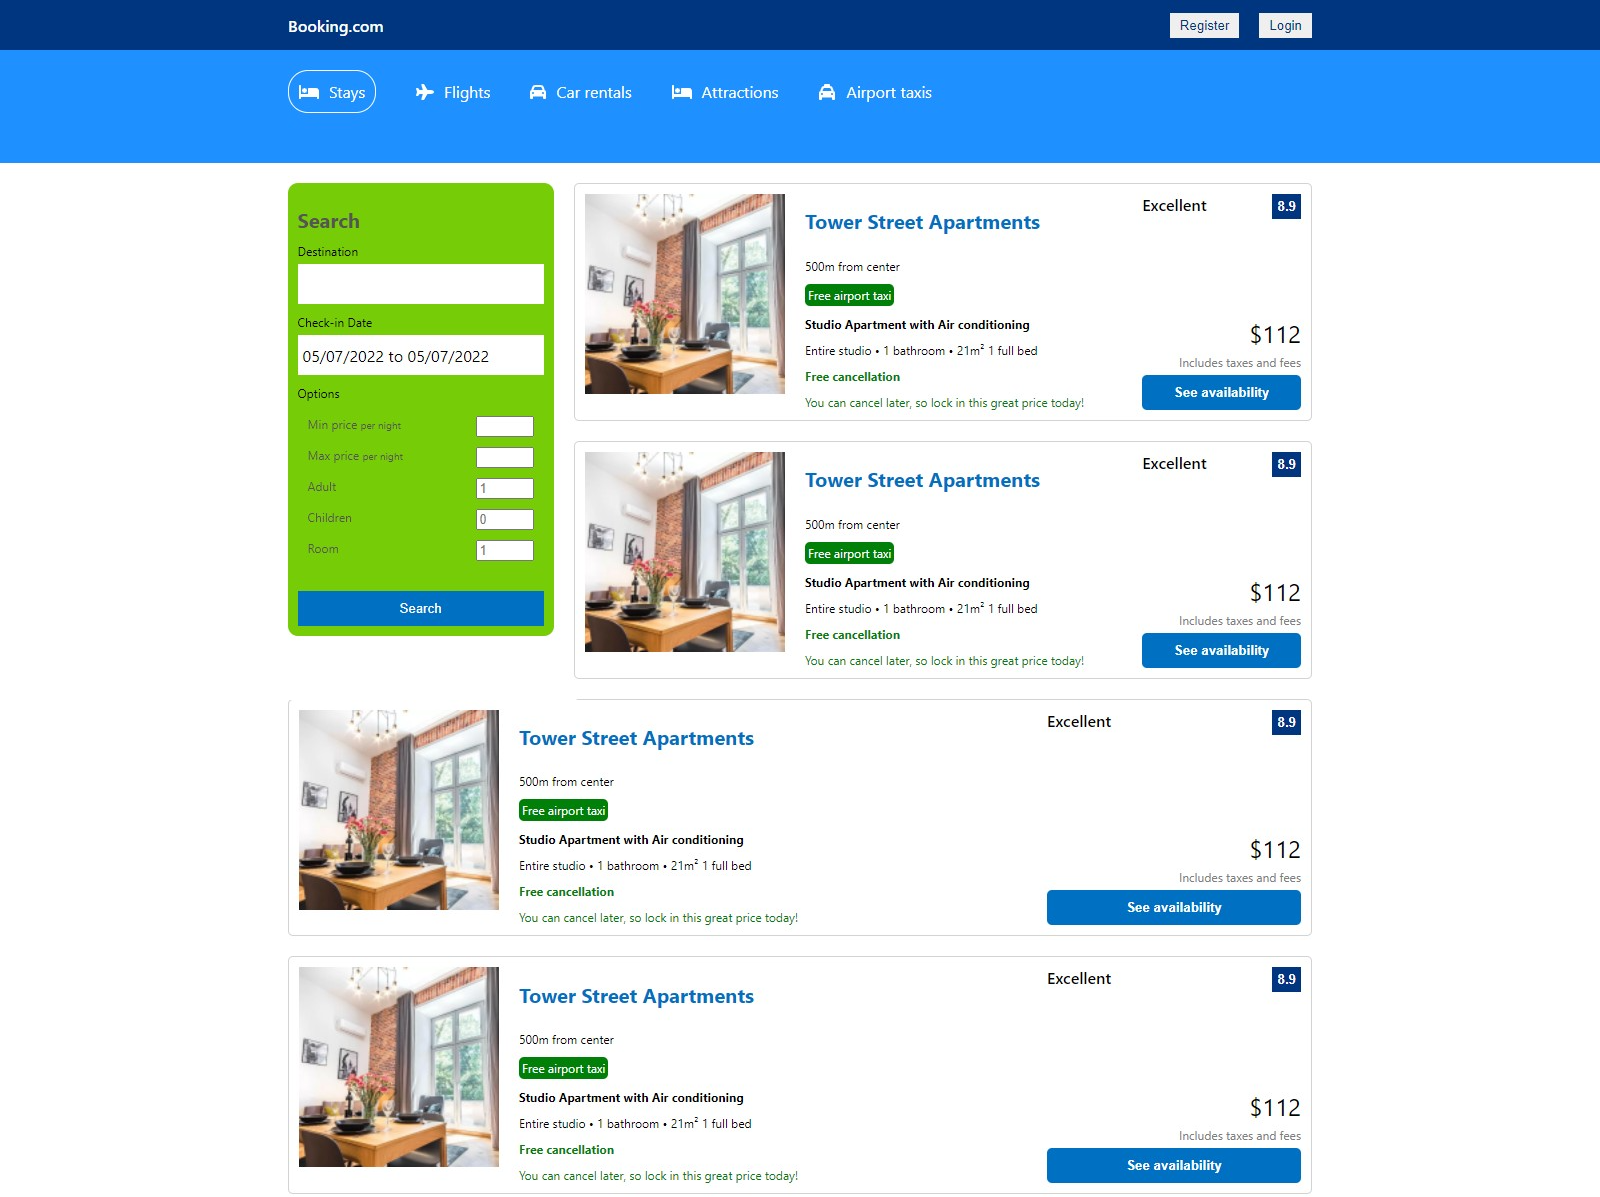 Booking.com
Register
Login
Stays
Flights
Car rentals
Attractions
Airport taxis
Search
Destination
Check-in Date
05/07/2022 to 05/07/2022
Options
Min price per night
Max price per night
Adult 1
Children 0
Room 1
Search
Tower Street Apartments
500m from center
Free airport taxi
Studio Apartment with Air conditioning
Entire studio • 1 bathroom • 21m² 1 full bed
Free cancellation
You can cancel later, so lock in this great price today!
Excellent 8.9
$112
Includes taxes and fees
See availability
Tower Street Apartments
500m from center
Free airport taxi
Studio Apartment with Air conditioning
Entire studio • 1 bathroom • 21m² 1 full bed
Free cancellation
You can cancel later, so lock in this great price today!
Excellent 8.9
$112
Includes taxes and fees
See availability
Tower Street Apartments
500m from center
Free airport taxi
Studio Apartment with Air conditioning
Entire studio • 1 bathroom • 21m² 1 full bed
Free cancellation
You can cancel later, so lock in this great price today!
Excellent 8.9
$112
Includes taxes and fees
See availability
Tower Street Apartments
500m from center
Free airport taxi
Studio Apartment with Air conditioning
Entire studio • 1 bathroom • 21m² 1 full bed
Free cancellation
You can cancel later, so lock in this great price today!
Excellent 8.9
$112
Includes taxes and fees
See availability